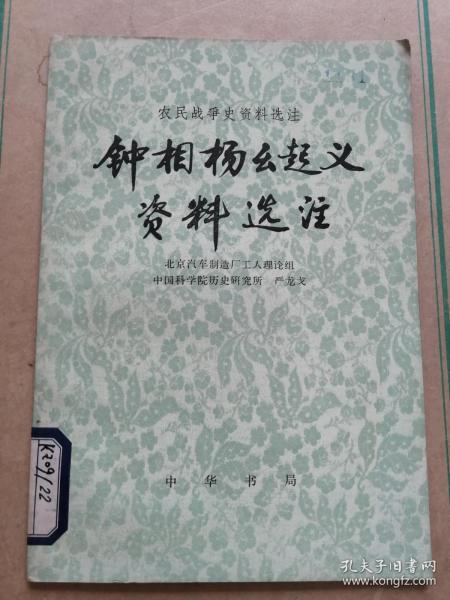 农民战争史资料选注
钟相杨幺起义
资料选注
北京汽车制造厂工人理论组
中国科学院历史研究所 严龙戈
中华书局
K209/22
孔夫子旧书网
www.kongfz.com